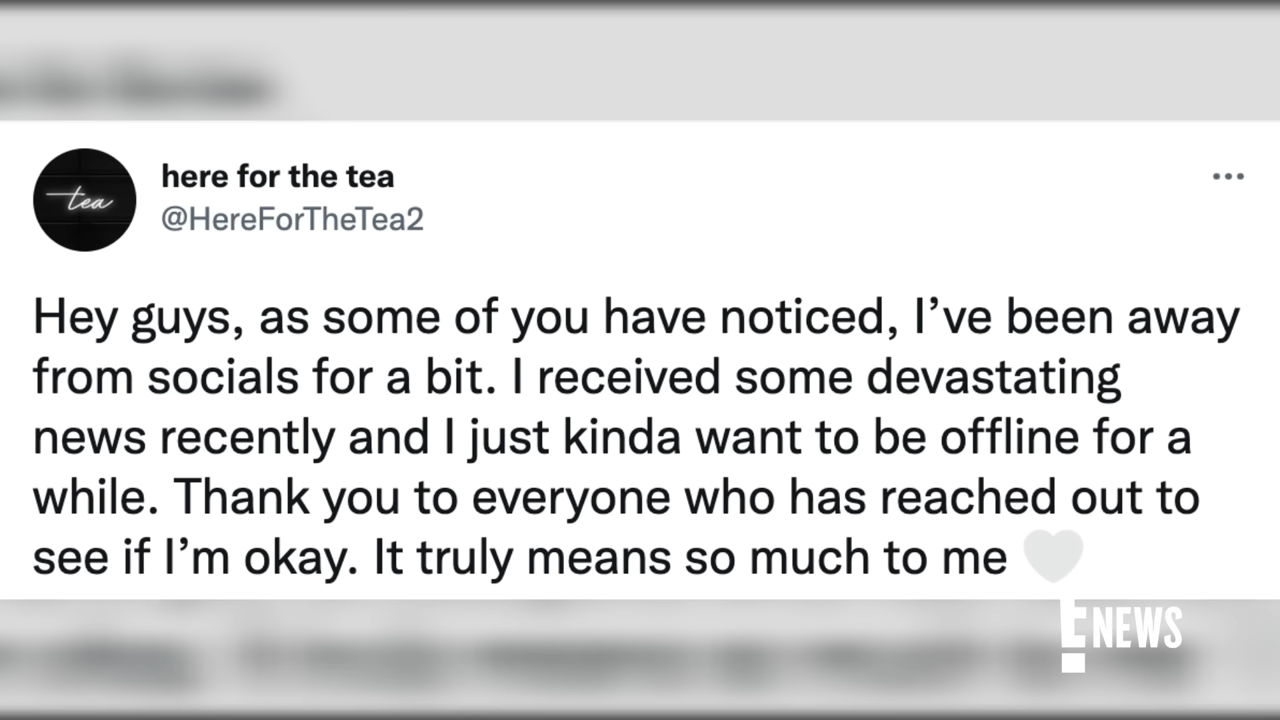 tea
here for the tea
@HereForTheTea2
Hey guys, as some of you have noticed, I’ve been away
from socials for a bit. I received some devastating
news recently and I just kinda want to be offline for a
while. Thank you to everyone who has reached out to
see if I’m okay. It truly means so much to me 🤍
E! NEWS